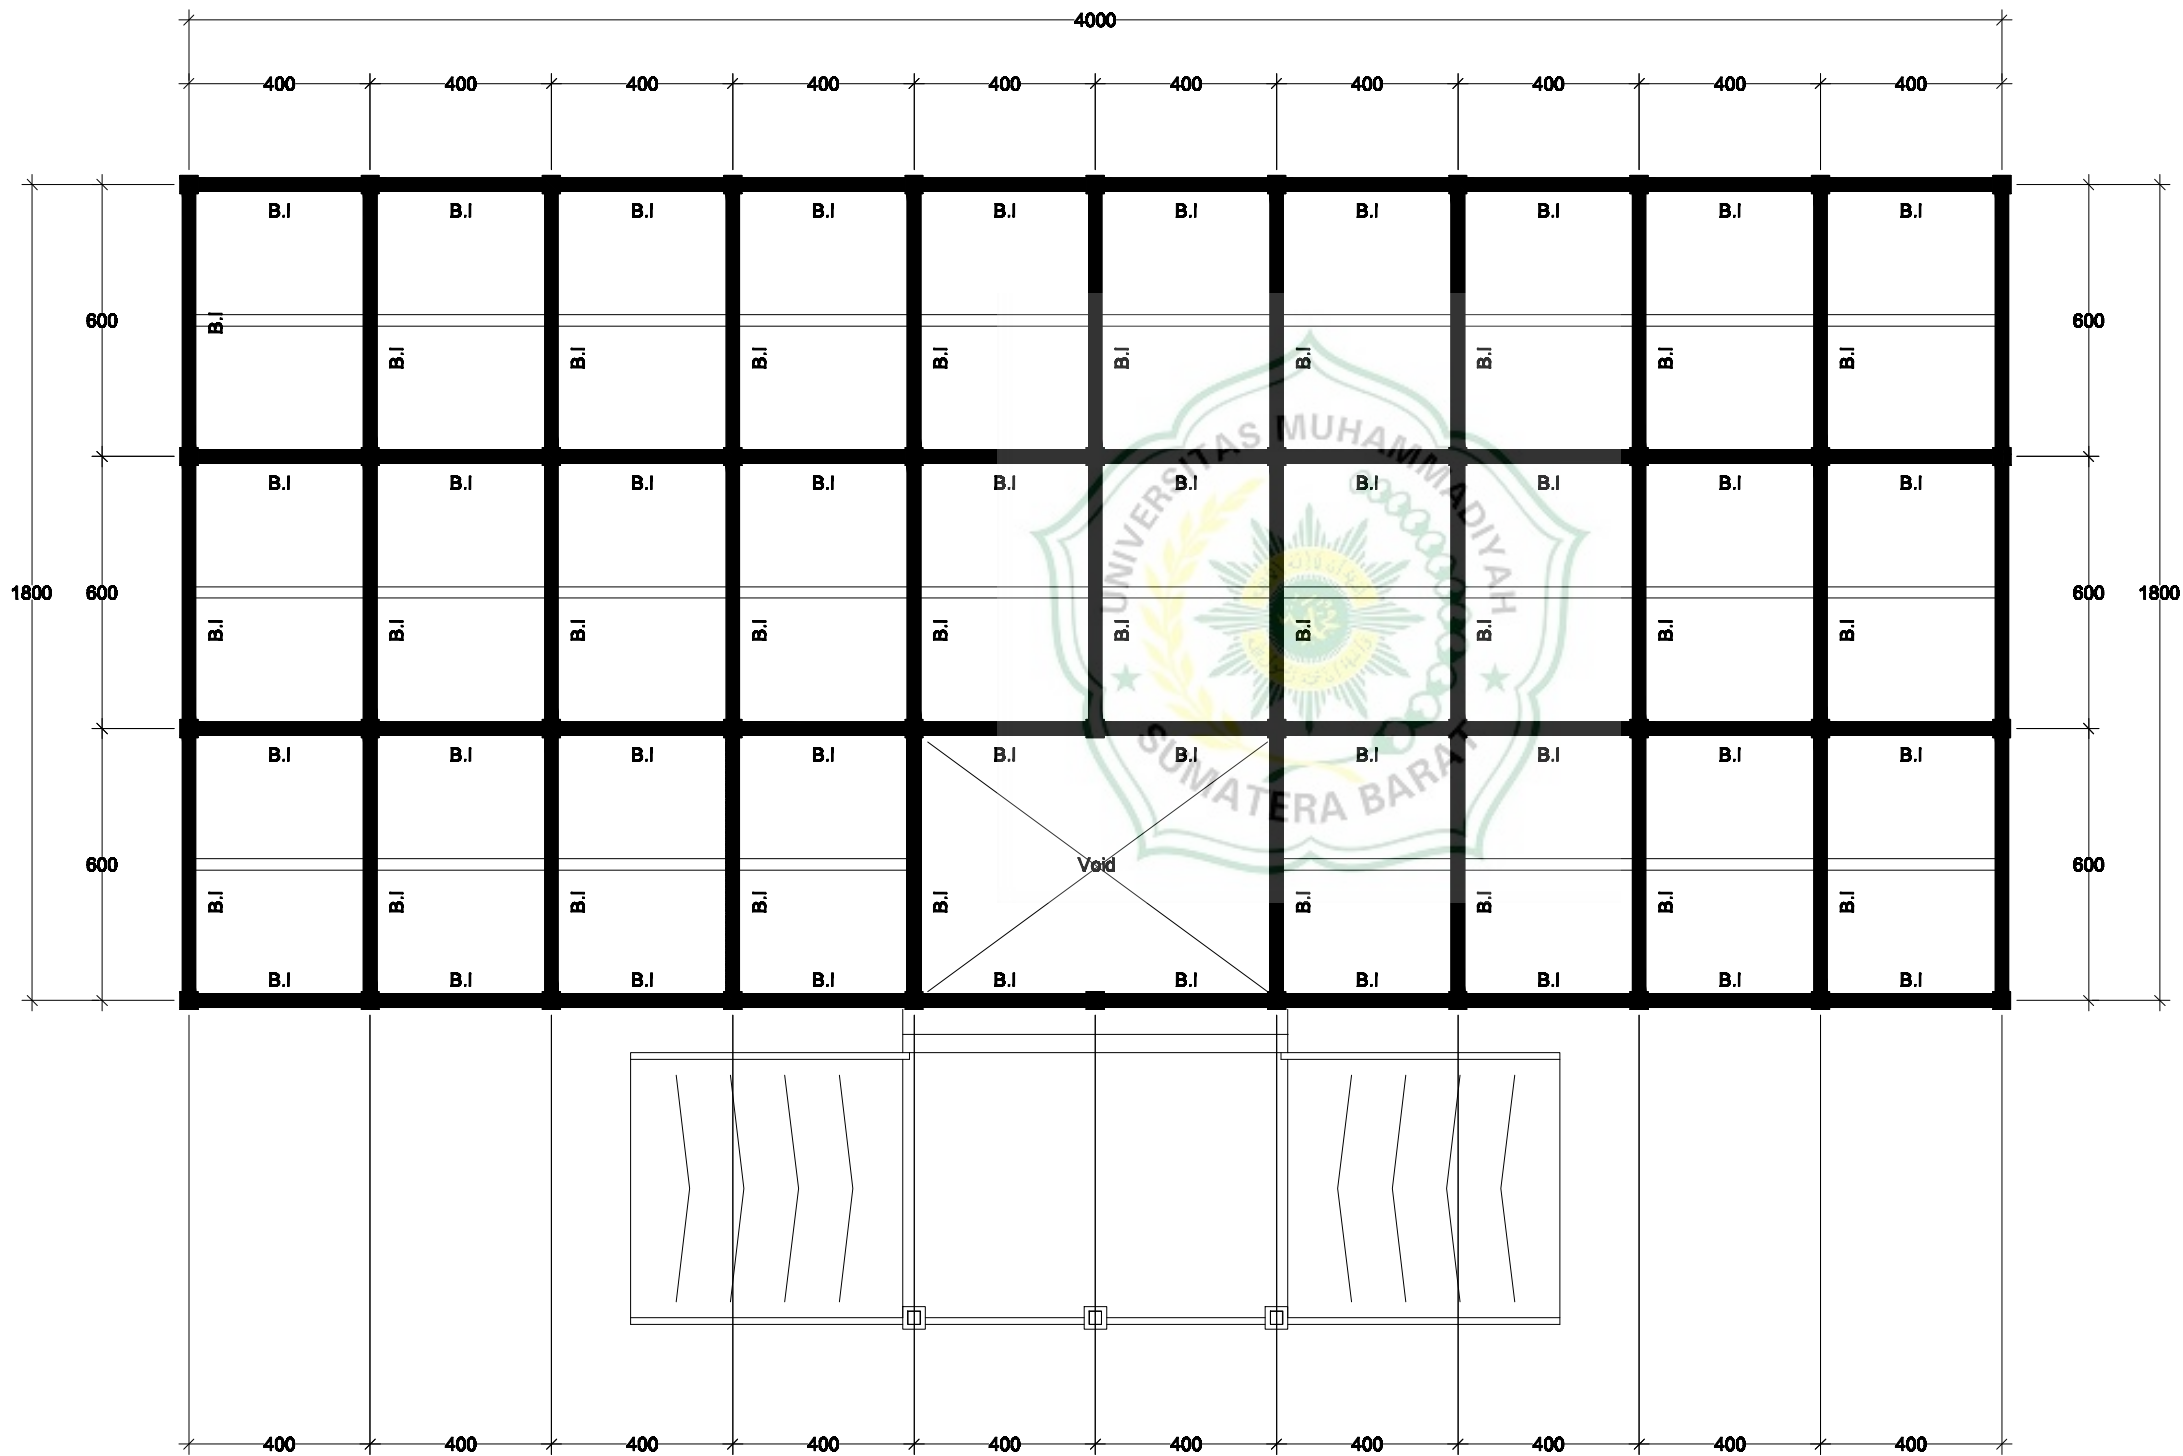 4000
400 400 400 400 400 400 400 400 400 400
B.I B.I B.I B.I B.I B.I B.I B.I B.I B.I
600 B.I 600
B.I B.I B.I B.I B.I B.I B.I B.I B.I
UNIVERSITAS MUHAMMADIYAH
B.I B.I B.I B.I B.I B.I B.I B.I B.I B.I
1800 600 600 1800
B.I B.I B.I B.I B.I B.I B.I B.I B.I B.I
SUMATERA BARAT
B.I B.I B.I B.I B.I B.I B.I B.I B.I B.I
600 Void 600
B.I B.I B.I B.I B.I B.I B.I B.I B.I
B.I B.I B.I B.I B.I B.I B.I B.I B.I B.I
400 400 400 400 400 400 400 400 400 400